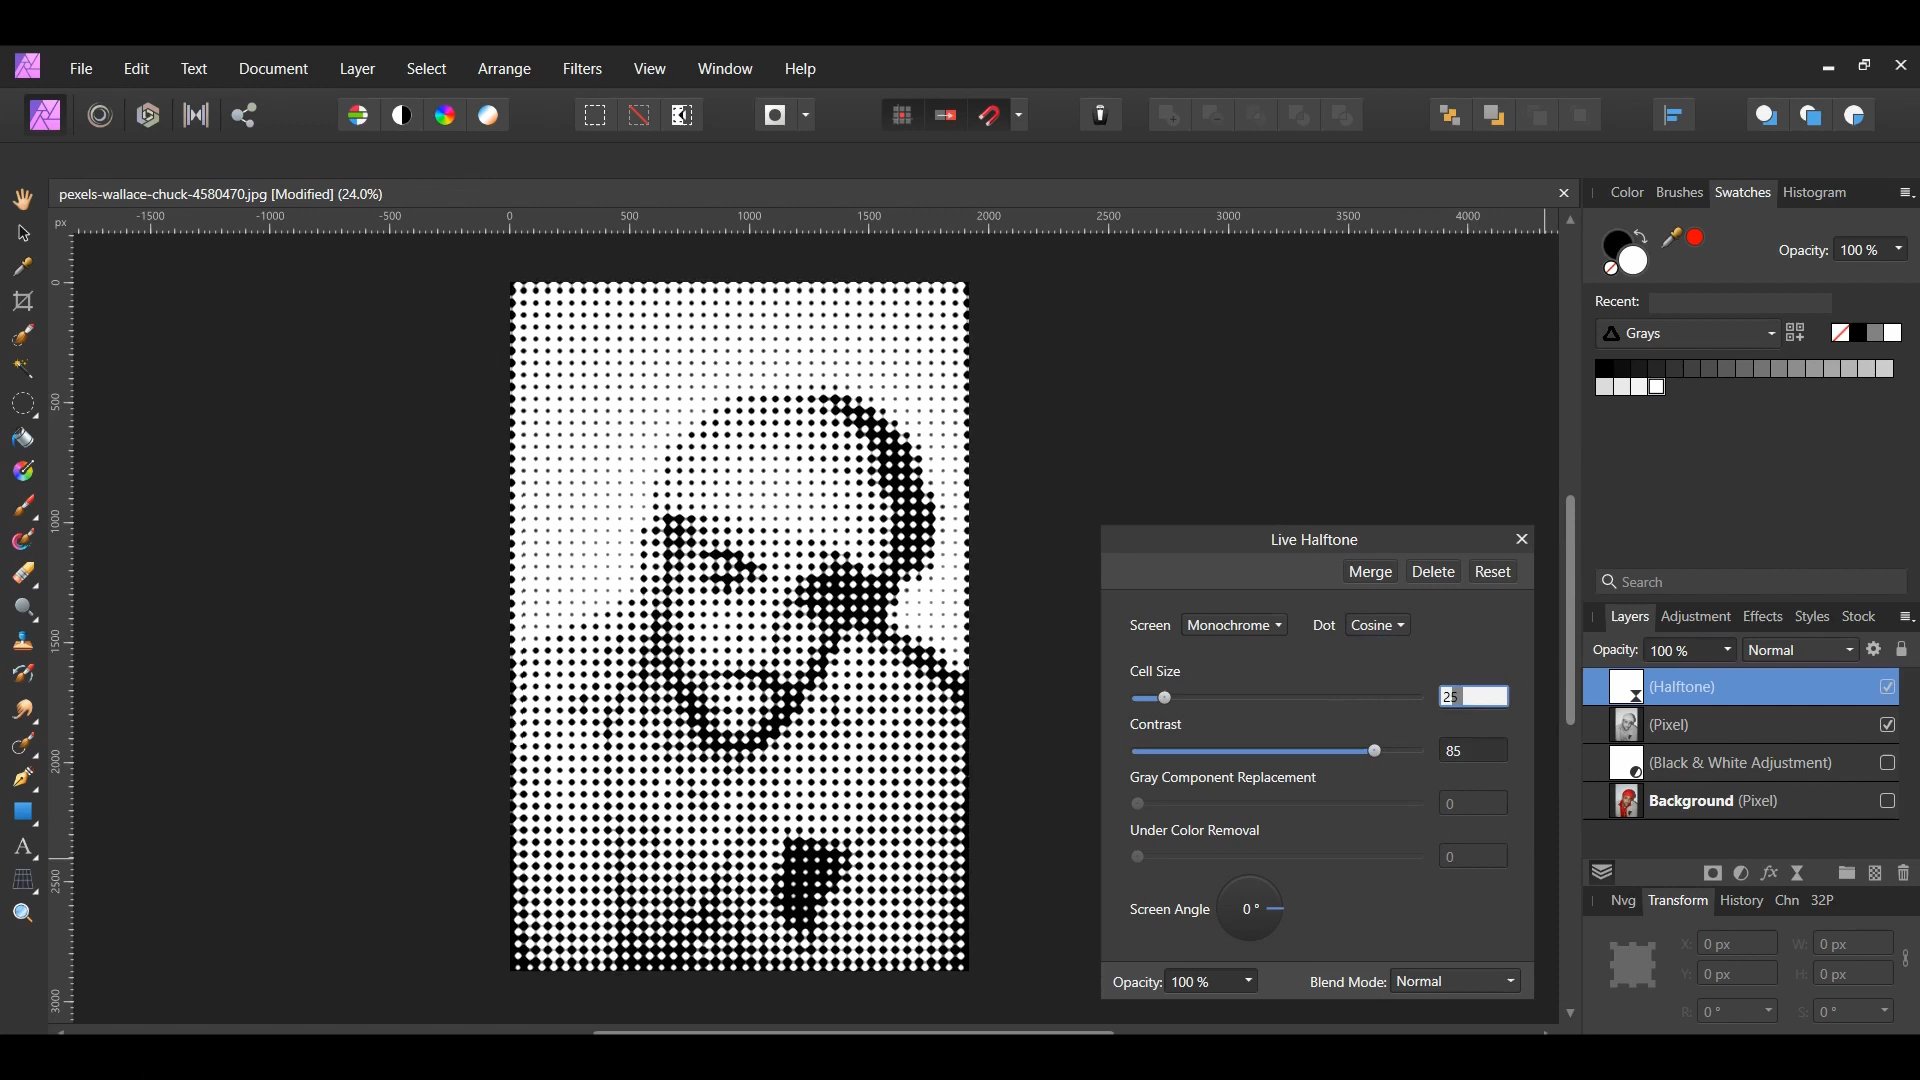 File Edit Text Document Layer Select Arrange Filters View Window Help
pexels-wallace-chuck-4580470.jpg [Modified] (24.0%)
Color Brushes Swatches Histogram
px -1500 -1000 -500 0 500 1000 1500 2000 2500 3000 3500 4000
Opacity: 100 %
Recent:
Grays
0
500
1000
1500
2000
2500
3000
Live Halftone
Merge Delete Reset
Screen Monochrome Dot Cosine
Cell Size
25
Contrast
85
Gray Component Replacement
0
Under Color Removal
0
Screen Angle 0 °
Opacity: 100 % Blend Mode: Normal
Search
Layers Adjustment Effects Styles Stock
Opacity: 100 % Normal
(Halftone)
(Pixel)
(Black & White Adjustment)
Background (Pixel)
Nvg Transform History Chn 32P
X: 0 px W: 0 px
Y: 0 px H: 0 px
R: 0 ° S: 0 °